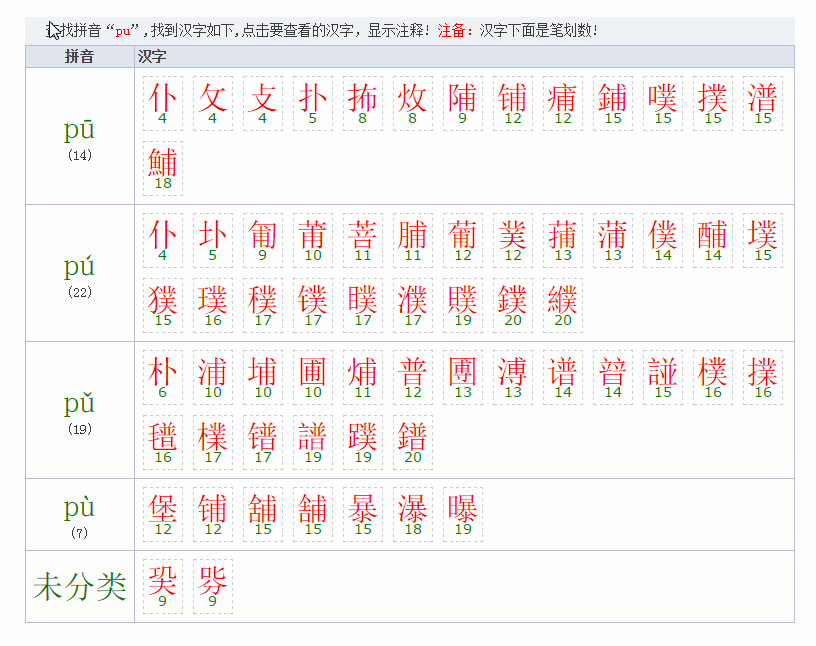 找拼音“pu”,找到汉字如下,点击要查看的汉字，显示注释！注备：汉字下面是笔划数！
拼音 汉字
pū
(14)
仆 攵 攴 扑 抪 炇 陠 铺 痡 鋪 噗 撲 潽
4 4 4 5 8 8 9 12 12 15 15 15 15
鯆
18
pú
(22)
仆 圤 匍 莆 菩 脯 葡 菐 蒱 蒲 僕 酺 墣
4 5 9 10 11 11 12 12 13 13 14 14 15
獛 璞 穙 镤 瞨 濮 贌 鏷 纀
15 16 17 17 17 17 19 20 20
pǔ
(19)
朴 浦 埔 圃 烳 普 圑 溥 谱 暜 諩 樸 擈
6 10 10 10 11 12 13 13 14 14 15 16 16
氆 檏 镨 譜 蹼 鐠
16 17 17 19 19 20
pù
(7)
堡 铺 舖 舗 暴 瀑 曝
12 12 15 15 15 18 19
未分类
巬 哛
9 9